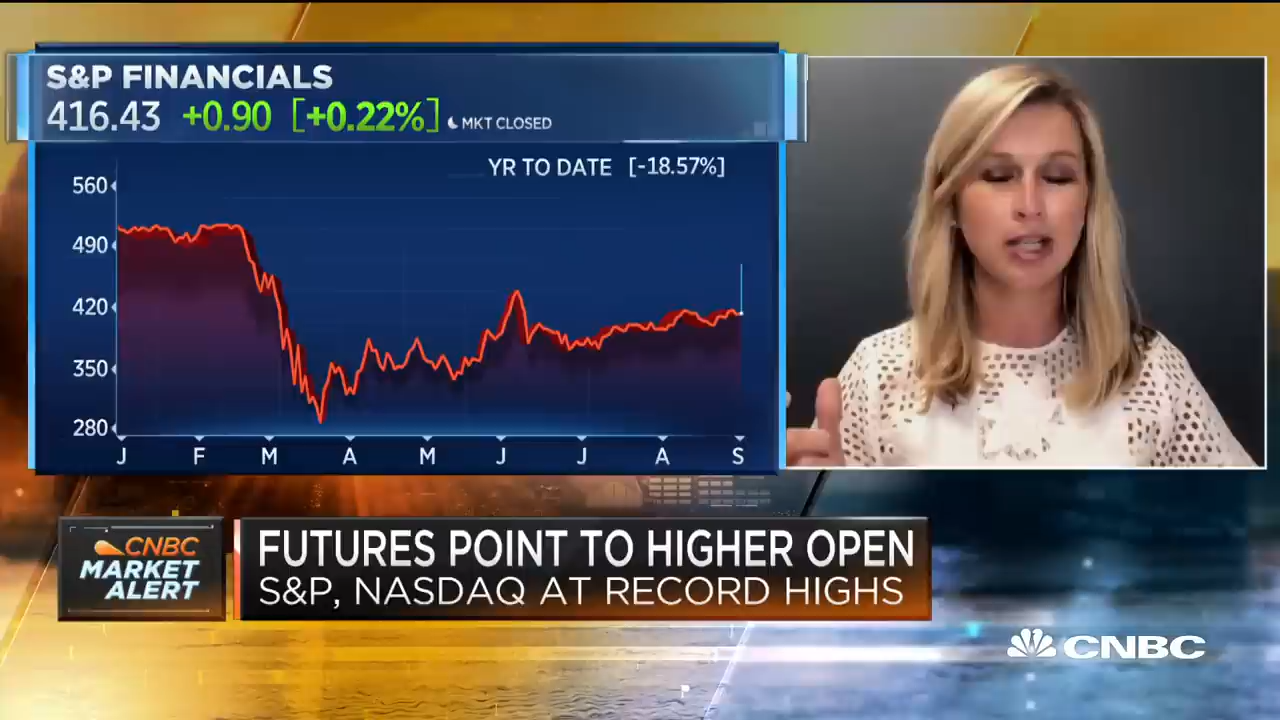 S&P FINANCIALS
416.43 +0.90 [+0.22%] MKT CLOSED
YR TO DATE [-18.57%]
560
490
420
350
280
J F M A M J J A S
CNBC
MARKET
ALERT
FUTURES POINT TO HIGHER OPEN
S&P, NASDAQ AT RECORD HIGHS
CNBC